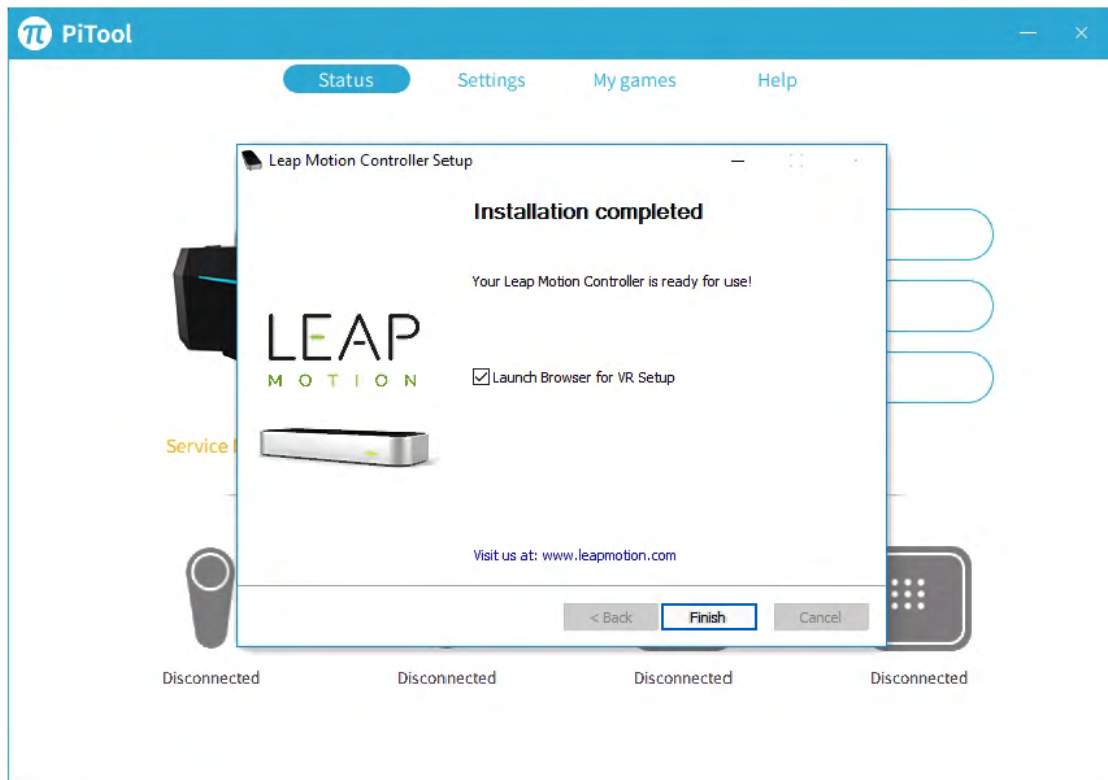 PiTool
Status Settings My games Help
Leap Motion Controller Setup
Installation completed
Your Leap Motion Controller is ready for use!
LEAP
MOTION
Launch Browser for VR Setup
Service
Visit us at: www.leapmotion.com
< Back Finish Cancel
Disconnected Disconnected Disconnected Disconnected